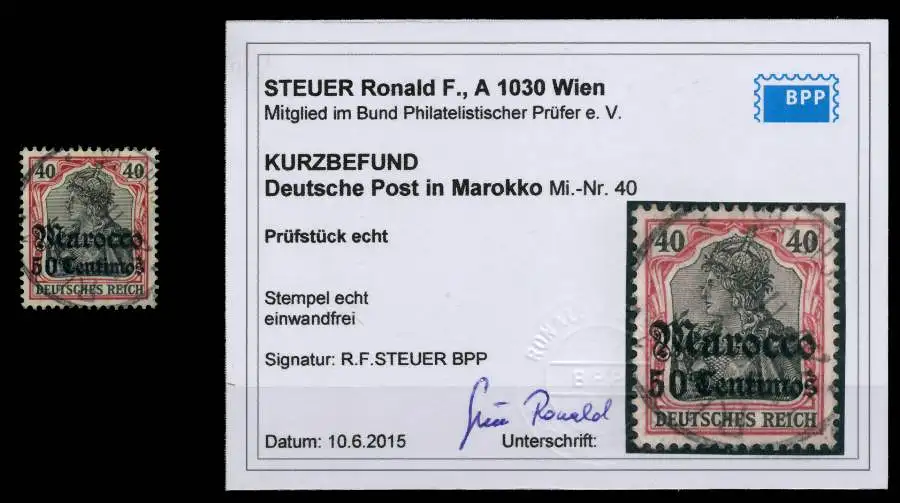 40 40
Marocco
50 Centimos
DEUTSCHES REICH
STEUER Ronald F., A 1030 Wien
Mitglied im Bund Philatelistischer Prüfer e. V.
BPP
KURZBEFUND
Deutsche Post in Marokko Mi.-Nr. 40
Prüfstück echt
Stempel echt
einwandfrei
Signatur: R.F.STEUER BPP
Datum: 10.6.2015 Unterschrift:
40 40
Marocco
50 Centimos
DEUTSCHES REICH